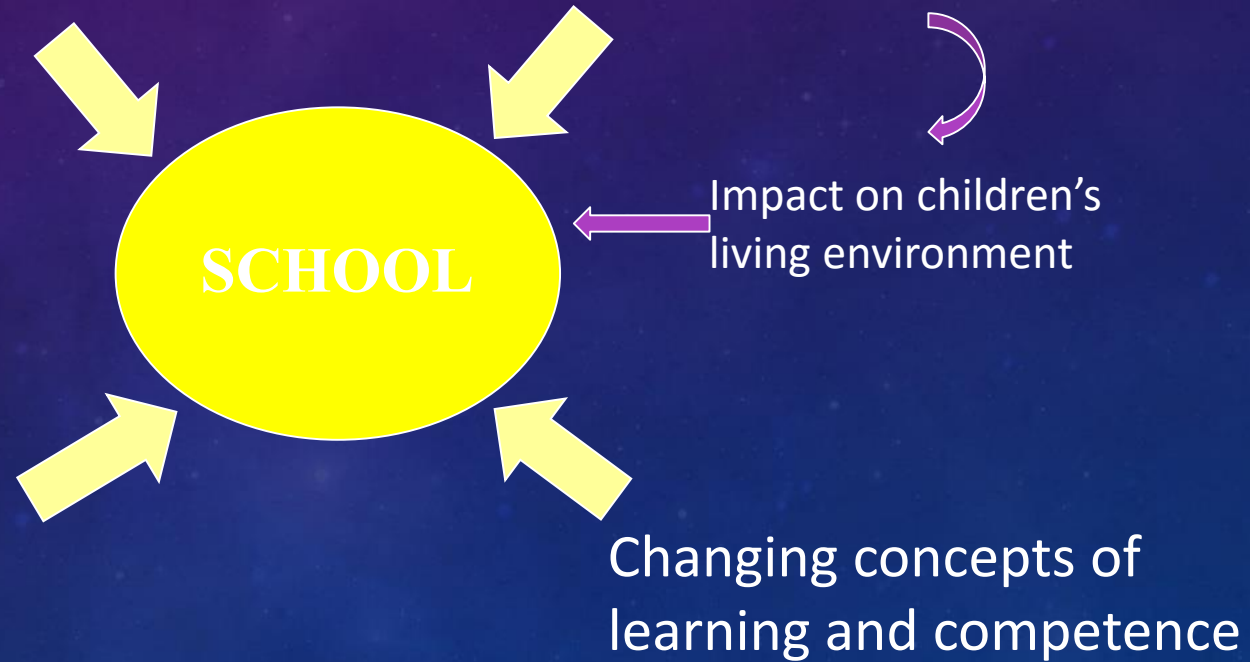 SCHOOL
Impact on children’s
living environment
Changing concepts of
learning and competence